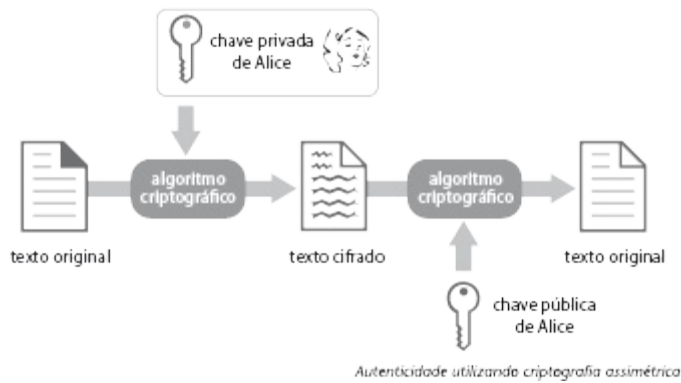 chave privada
de Alice
algoritmo
criptográfico
algoritmo
criptográfico
texto original
texto cifrado
texto original
chave pública
de Alice
Autenticidade utilizando criptografia assimétrica